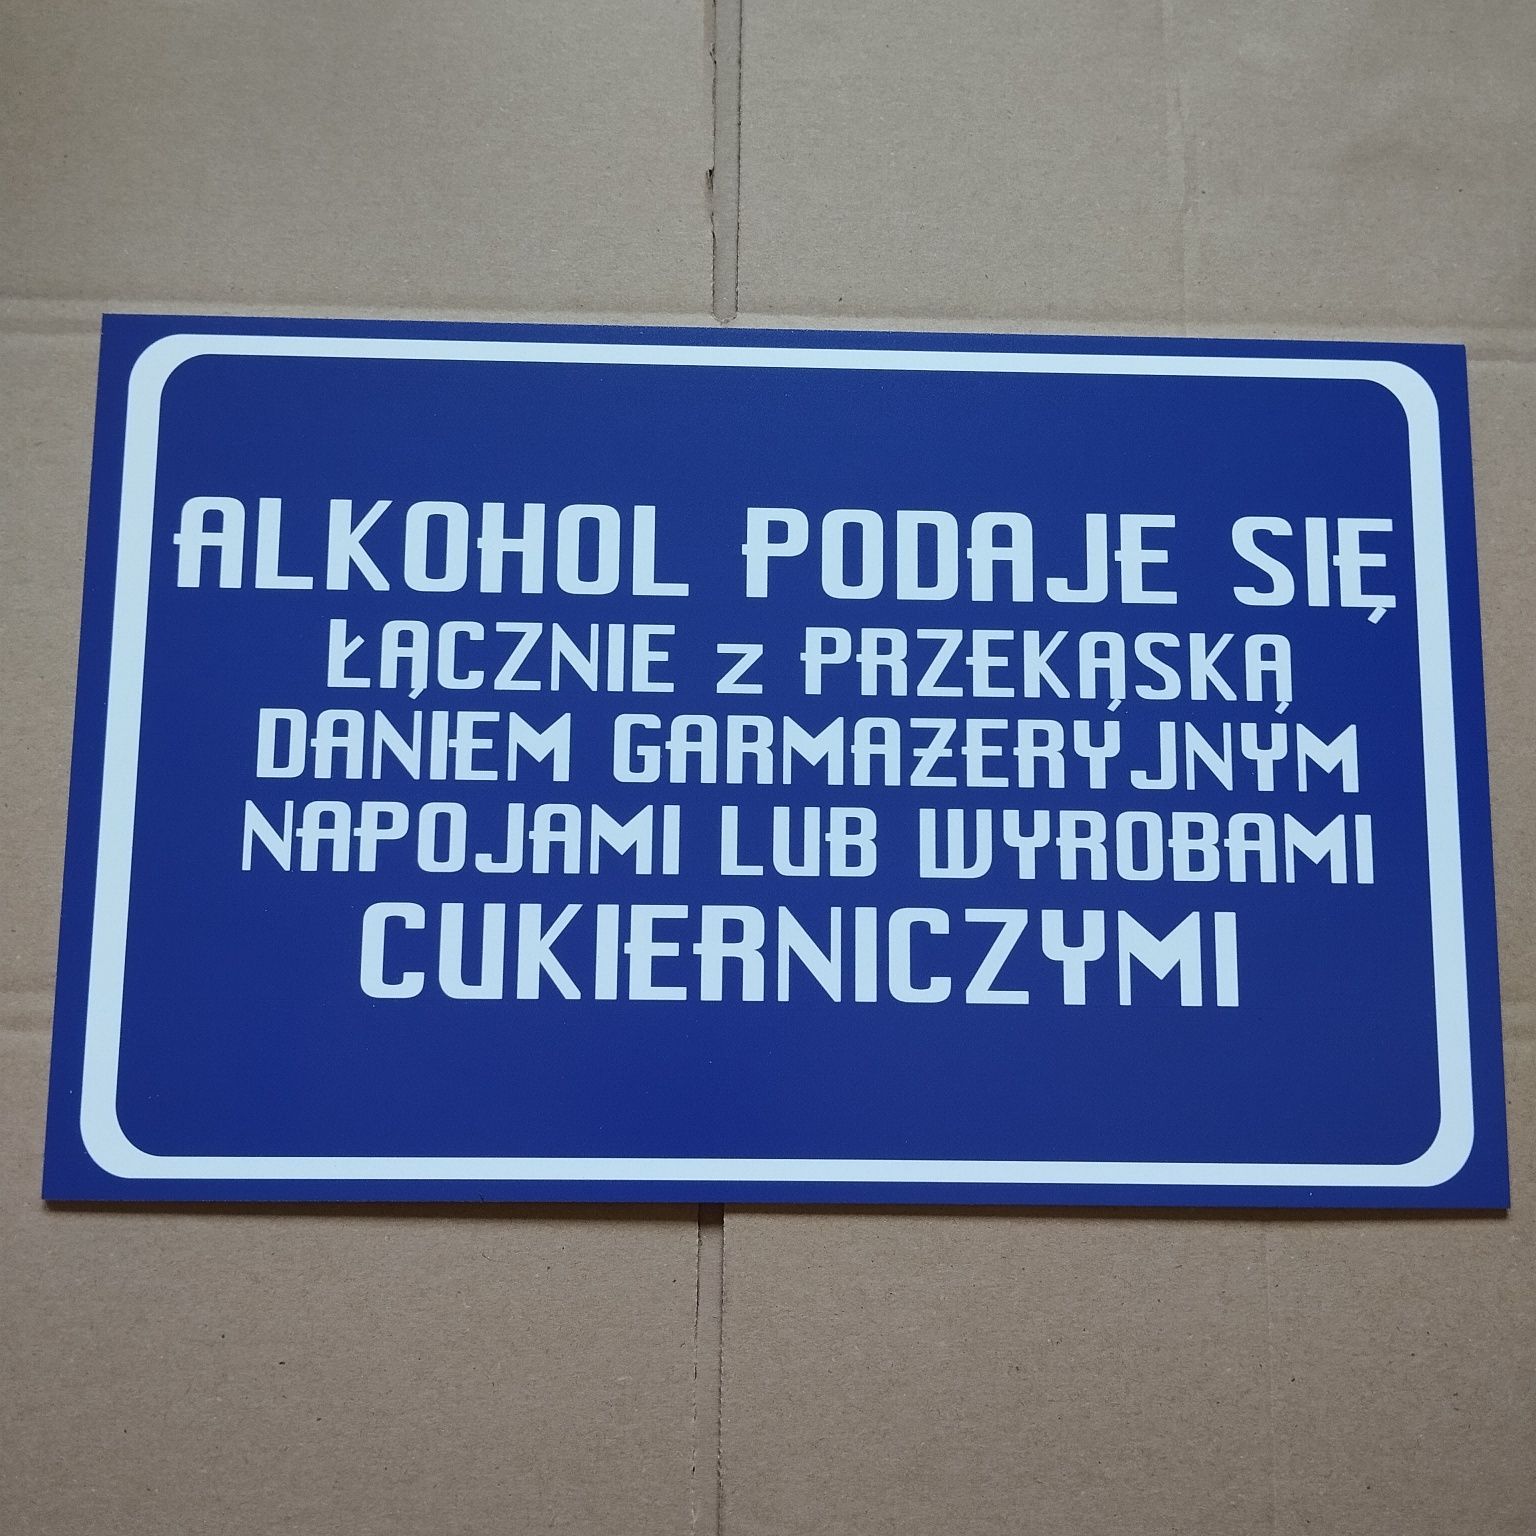 ALKOHOL PODAJE SIĘ
ŁĄCZNIE z PRZEKĄSKĄ
DANIEM GARMAŻERYJNYM
NAPOJAMI LUB WYROBAMI
CUKIERNICZYMI